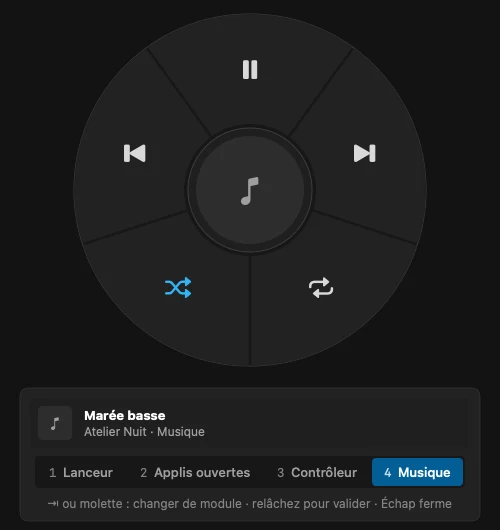 Marée basse
Atelier Nuit · Musique
1 Lanceur 2 Applis ouvertes 3 Contrôleur 4 Musique
⇥ ou molette : changer de module · relâchez pour valider · Échap ferme